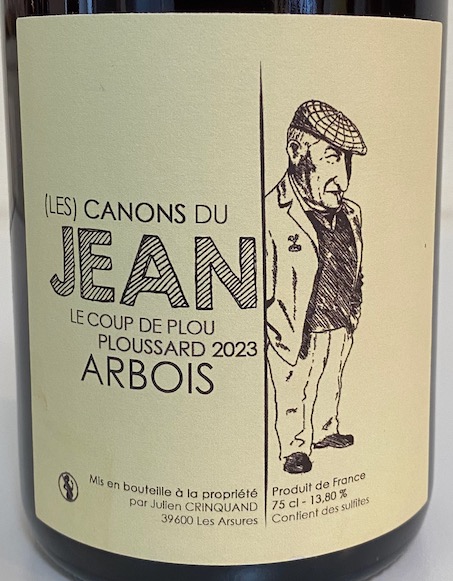 (LES) CANONS DU
JEAN
LE COUP DE PLOU
PLOUSSARD 2023
ARBOIS
Mis en bouteille à la propriété
par Julien CRINQUAND
39600 Les Arsures
Produit de France
75 cl - 13,80 %
Contient des sulfites